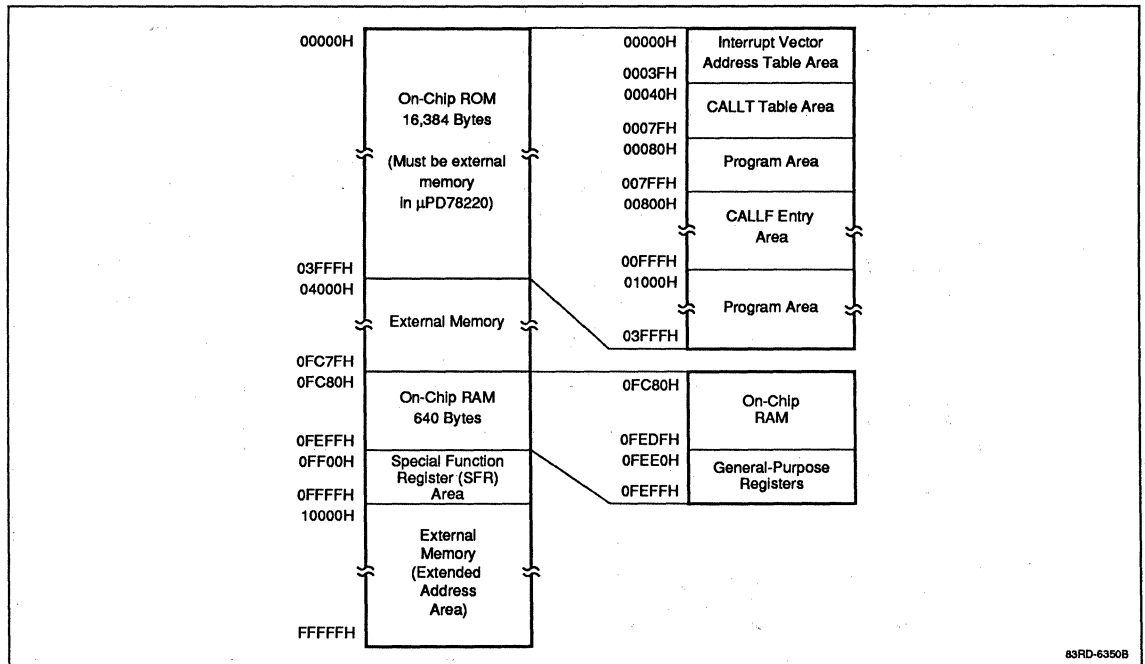 00000H
On-Chip ROM
16,384 Bytes
(Must be external
memory
in µPD78220)
03FFFH
04000H
External Memory
0FC7FH
0FC80H
On-Chip RAM
640 Bytes
0FEFFH
0FF00H
Special Function
Register (SFR)
Area
0FFFFH
10000H
External
Memory
(Extended
Address
Area)
FFFFFH
00000H
Interrupt Vector
Address Table Area
0003FH
00040H
CALLT Table Area
0007FH
00080H
Program Area
007FFH
00800H
CALLF Entry
Area
00FFFH
01000H
Program Area
03FFFH
0FC80H
On-Chip
RAM
0FEDFH
0FEE0H
General-Purpose
Registers
0FEFFH
83RD-6350B